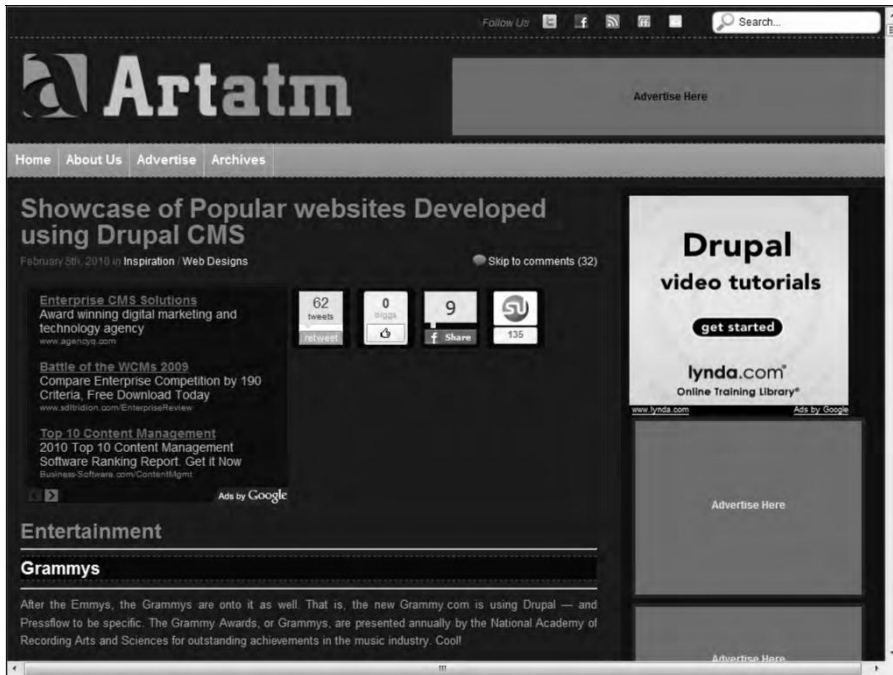 Follow Us
Search...
a Artatm
Advertise Here
Home About Us Advertise Archives
Showcase of Popular websites Developed
using Drupal CMS
February 5th, 2010 in Inspiration / Web Designs
Skip to comments (32)
Enterprise CMS Solutions
Award winning digital marketing and
technology agency
www.agencyq.com
Battle of the WCMs 2009
Compare Enterprise Competition by 190
Criteria, Free Download Today
www.sdltridion.com/EnterpriseReview
Top 10 Content Management
2010 Top 10 Content Management
Software Ranking Report. Get it Now
Business-Software.com/ContentMgmt
Ads by Google
62
tweets
retweet
0
diggs
9
f Share
135
Drupal
video tutorials
get started
lynda.com®
Online Training Library®
www.lynda.com Ads by Google
Advertise Here
Advertise Here
Entertainment
Grammys
After the Emmys, the Grammys are onto it as well. That is, the new Grammy.com is using Drupal — and
Pressflow to be specific. The Grammy Awards, or Grammys, are presented annually by the National Academy of
Recording Arts and Sciences for outstanding achievements in the music industry. Cool!